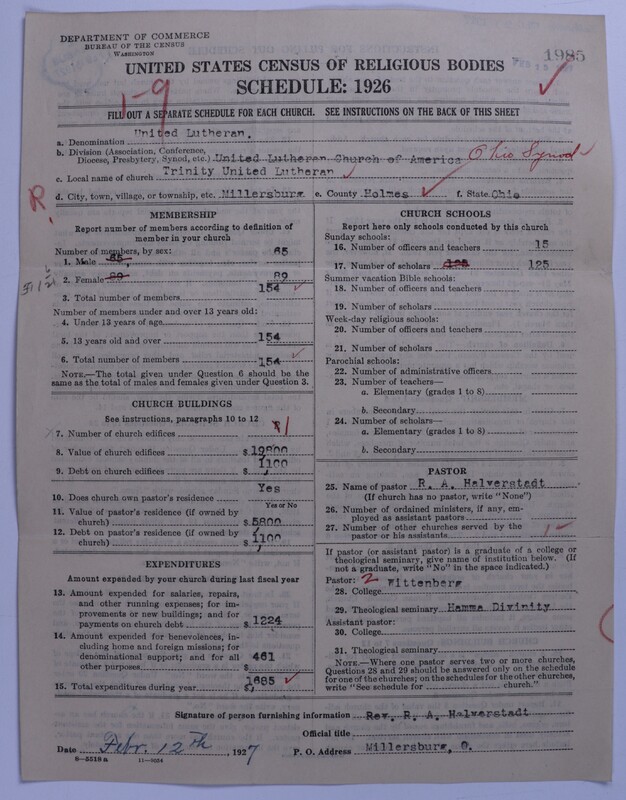 DEPARTMENT OF COMMERCE
BUREAU OF THE CENSUS
WASHINGTON
1985
UNITED STATES CENSUS OF RELIGIOUS BODIES
SCHEDULE: 1926
1-9
FILL OUT A SEPARATE SCHEDULE FOR EACH CHURCH. SEE INSTRUCTIONS ON THE BACK OF THIS SHEET
a. Denomination United Lutheran.
b. Division (Association, Conference, Diocese, Presbytery, Synod, etc.) United Lutheran Church of America Ohio Synod
c. Local name of church Trinity United Lutheran
d. City, town, village, or township, etc. Millersburg e. County Holmes f. State Ohio
R.
MEMBERSHIP
Report number of members according to definition of
member in your church
Number of members, by sex:
1. Male 65 65
2. Female 89 89
3. Total number of members 154
Number of members under and over 13 years old:
4. Under 13 years of age
5. 13 years old and over 154
6. Total number of members 154
NOTE.—The total given under Question 6 should be the
same as the total of males and females given under Question 3.
CHURCH BUILDINGS
See instructions, paragraphs 10 to 12
7. Number of church edifices 1
8. Value of church edifices $ 19800
9. Debt on church edifices $ 1100
10. Does church own pastor's residence Yes
Yes or No
11. Value of pastor's residence (if owned by
church) $ 5800
12. Debt on pastor's residence (if owned by
church) $ 1100
EXPENDITURES
Amount expended by your church during last fiscal year
13. Amount expended for salaries, repairs,
and other running expenses; for im-
provements or new buildings; and for
payments on church debt $ 1224
14. Amount expended for benevolences, in-
cluding home and foreign missions; for
denominational support; and for all
other purposes $ 461
15. Total expenditures during year $ 1685
CHURCH SCHOOLS
Report here only schools conducted by this church
Sunday schools:
16. Number of officers and teachers 15
17. Number of scholars 125 125
Summer vacation Bible schools:
18. Number of officers and teachers
19. Number of scholars
Week-day religious schools:
20. Number of officers and teachers
21. Number of scholars
Parochial schools:
22. Number of administrative officers
23. Number of teachers—
a. Elementary (grades 1 to 8)
b. Secondary
24. Number of scholars—
a. Elementary (grades 1 to 8)
b. Secondary
PASTOR
25. Name of pastor R. A. Halverstadt
(If church has no pastor, write "None")
26. Number of ordained ministers, if any, em-
ployed as assistant pastors
27. Number of other churches served by the
pastor or his assistants 1
If pastor (or assistant pastor) is a graduate of a college or
theological seminary, give name of institution below. (If
not a graduate, write "No" in the space indicated.)
Pastor: 2
28. College Wittenberg
29. Theological seminary Hamma Divinity
Assistant pastor:
30. College
31. Theological seminary
NOTE.—Where one pastor serves two or more churches,
Questions 28 and 29 should be answered only on the schedule
for one of the churches; on the schedules for the other churches,
write "See schedule for church."
Signature of person furnishing information Rev. R. A. Halverstadt
Official title
Date Febr. 12th, 1927 P. O. Address Millersburg, O.
8—5518 a 11—5034